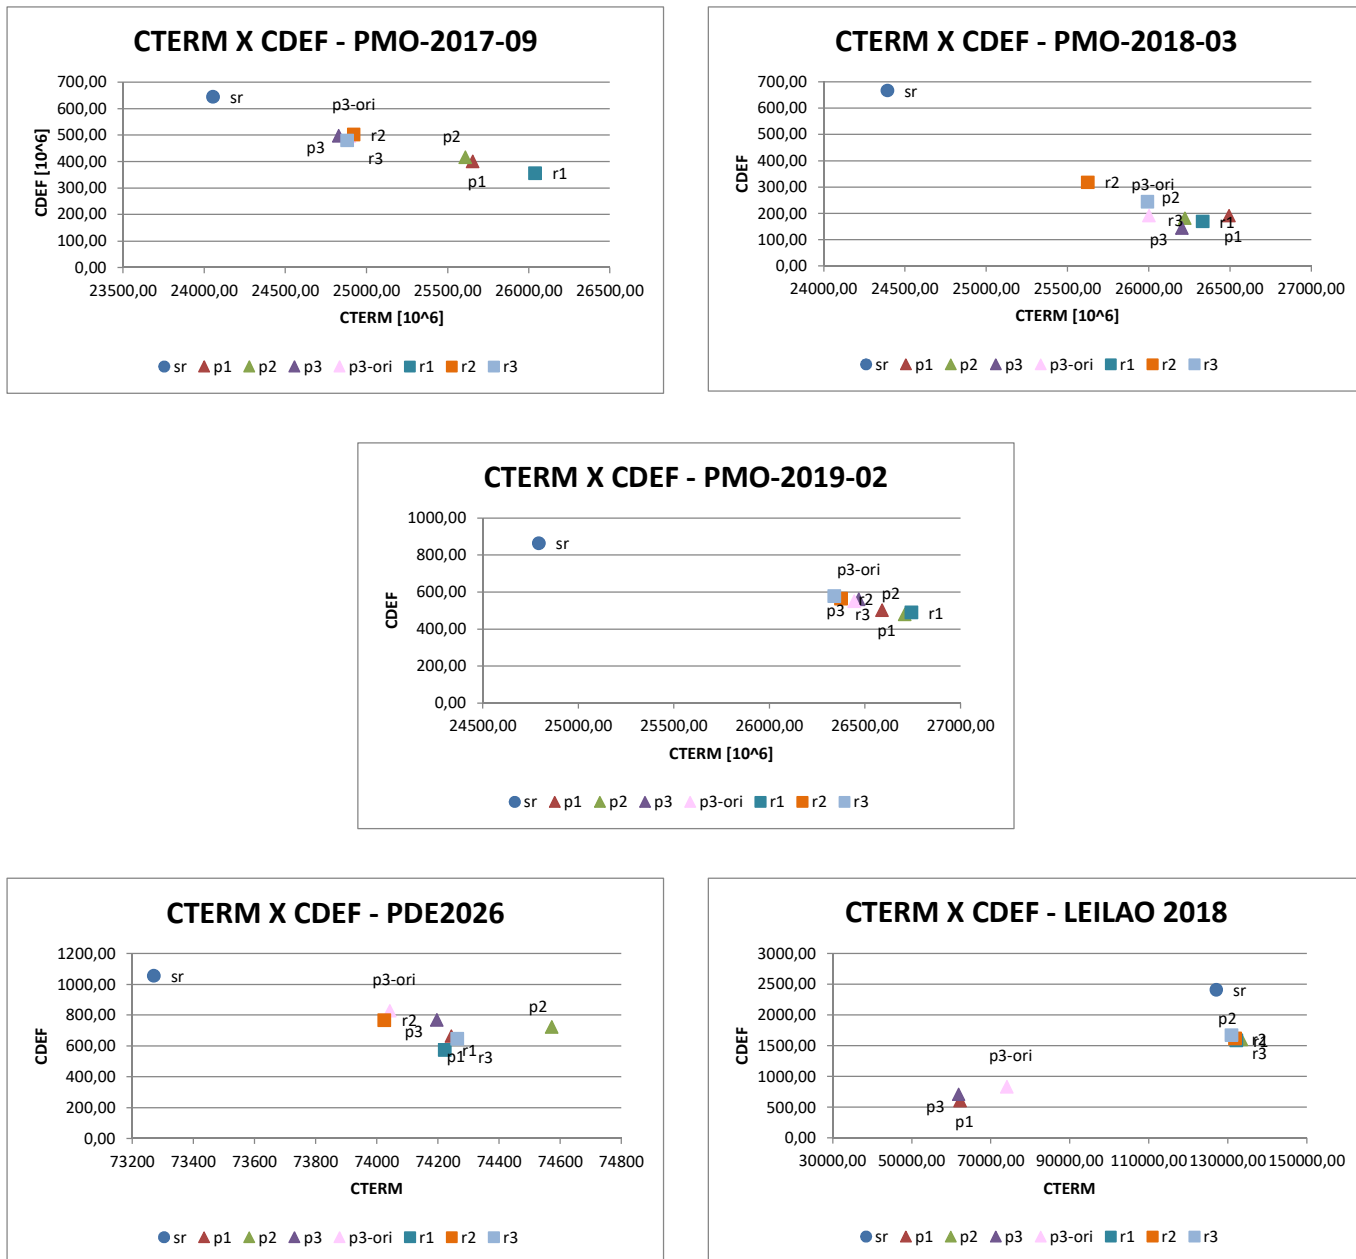 CTERM X CDEF - PMO-2017-09
CDEF [10^6]
700,00
600,00
500,00
400,00
300,00
200,00
100,00
0,00
sr
p3-ori
r2
p3
r3
p2
p1
r1
23500,00 24000,00 24500,00 25000,00 25500,00 26000,00 26500,00
CTERM [10^6]
sr p1 p2 p3 p3-ori r1 r2 r3
CTERM X CDEF - PMO-2018-03
CDEF
700,00
600,00
500,00
400,00
300,00
200,00
100,00
0,00
sr
r2
p3-ori
p2
r3
r1
p3
p1
24000,00 24500,00 25000,00 25500,00 26000,00 26500,00 27000,00
CTERM [10^6]
sr p1 p2 p3 p3-ori r1 r2 r3
CTERM X CDEF - PMO-2019-02
CDEF
1000,00
800,00
600,00
400,00
200,00
0,00
sr
p3-ori
r2
p2
p3
r3
r1
p1
24500,00 25000,00 25500,00 26000,00 26500,00 27000,00
CTERM [10^6]
sr p1 p2 p3 p3-ori r1 r2 r3
CTERM X CDEF - PDE2026
CDEF
1200,00
1000,00
800,00
600,00
400,00
200,00
0,00
sr
p3-ori
p2
r2
p3
r1
p1
r3
73200 73400 73600 73800 74000 74200 74400 74600 74800
CTERM
sr p1 p2 p3 p3-ori r1 r2 r3
CTERM X CDEF - LEILAO 2018
CDEF
3000,00
2500,00
2000,00
1500,00
1000,00
500,00
0,00
sr
p2
r2
r1
r3
p3-ori
p3
p1
30000,00 50000,00 70000,00 90000,00 110000,00 130000,00 150000,00
CTERM
sr p1 p2 p3 p3-ori r1 r2 r3